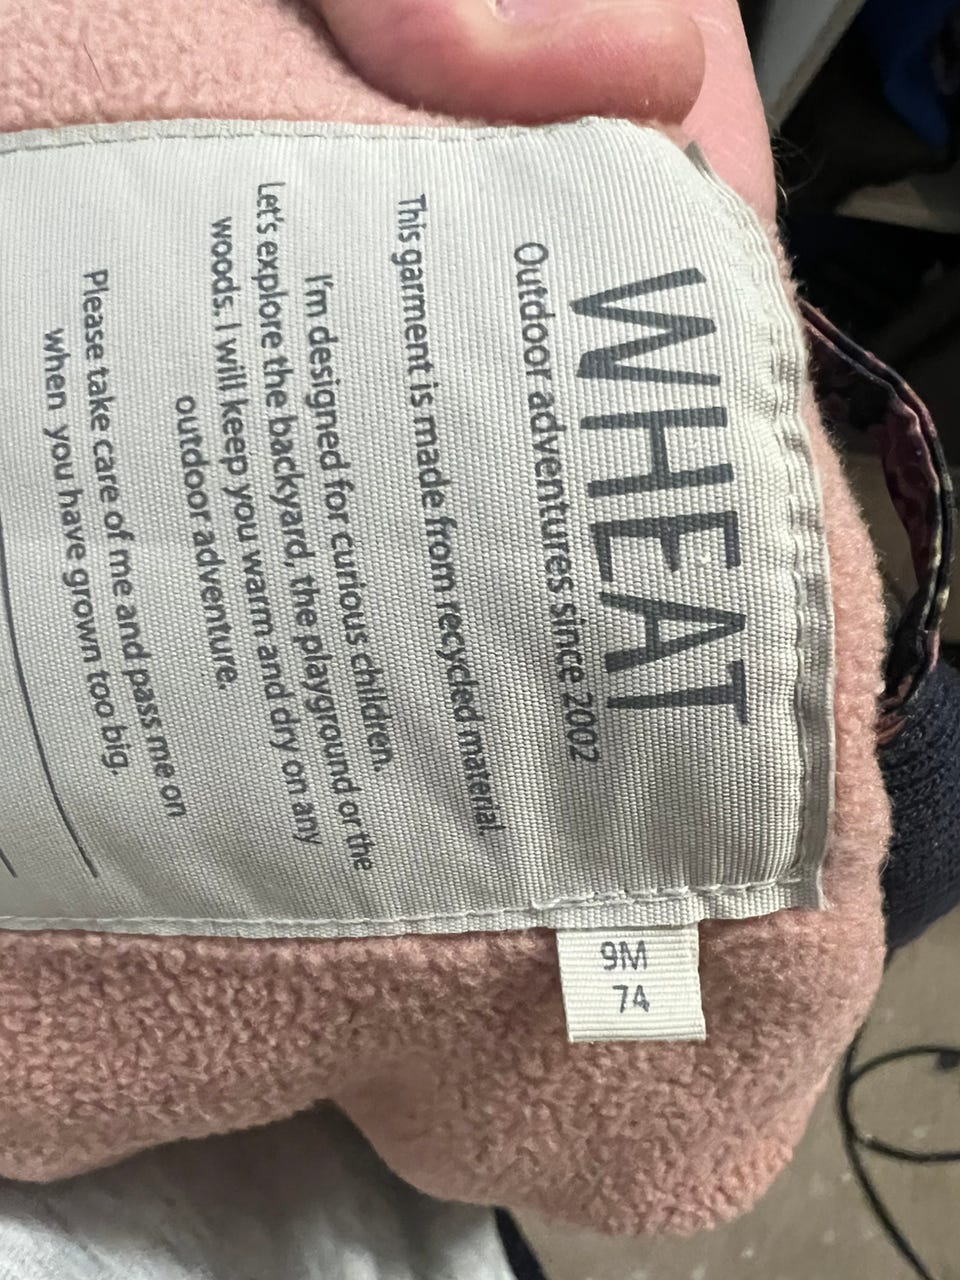 WHEAT
Outdoor adventures since 2002
This garment is made from recycled material.
I'm designed for curious children.
Let's explore the backyard, the playground or the
woods. I will keep you warm and dry on any
outdoor adventure.
Please take care of me and pass me on
when you have grown too big.
9M
74